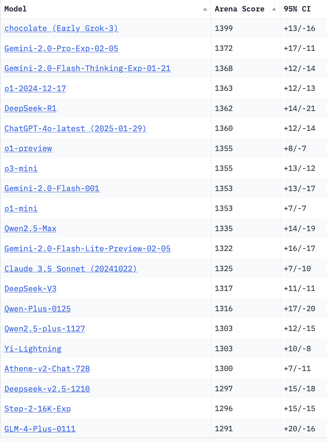 Model ▲ Arena Score ▲ 95% CI
chocolate (Early Grok-3) 1399 +13/-16
Gemini-2.0-Pro-Exp-02-05 1372 +17/-11
Gemini-2.0-Flash-Thinking-Exp-01-21 1368 +12/-14
o1-2024-12-17 1363 +12/-13
DeepSeek-R1 1362 +14/-21
ChatGPT-4o-latest (2025-01-29) 1360 +12/-14
o1-preview 1355 +8/-7
o3-mini 1355 +13/-12
Gemini-2.0-Flash-001 1353 +13/-17
o1-mini 1353 +7/-7
Qwen2.5-Max 1335 +14/-19
Gemini-2.0-Flash-Lite-Preview-02-05 1322 +16/-17
Claude 3.5 Sonnet (20241022) 1325 +7/-10
DeepSeek-V3 1317 +11/-11
Qwen-Plus-0125 1316 +17/-20
Qwen2.5-plus-1127 1303 +12/-15
Yi-Lightning 1303 +10/-8
Athene-v2-Chat-72B 1300 +7/-11
Deepseek-v2.5-1210 1297 +15/-18
Step-2-16K-Exp 1296 +15/-15
GLM-4-Plus-0111 1291 +20/-16